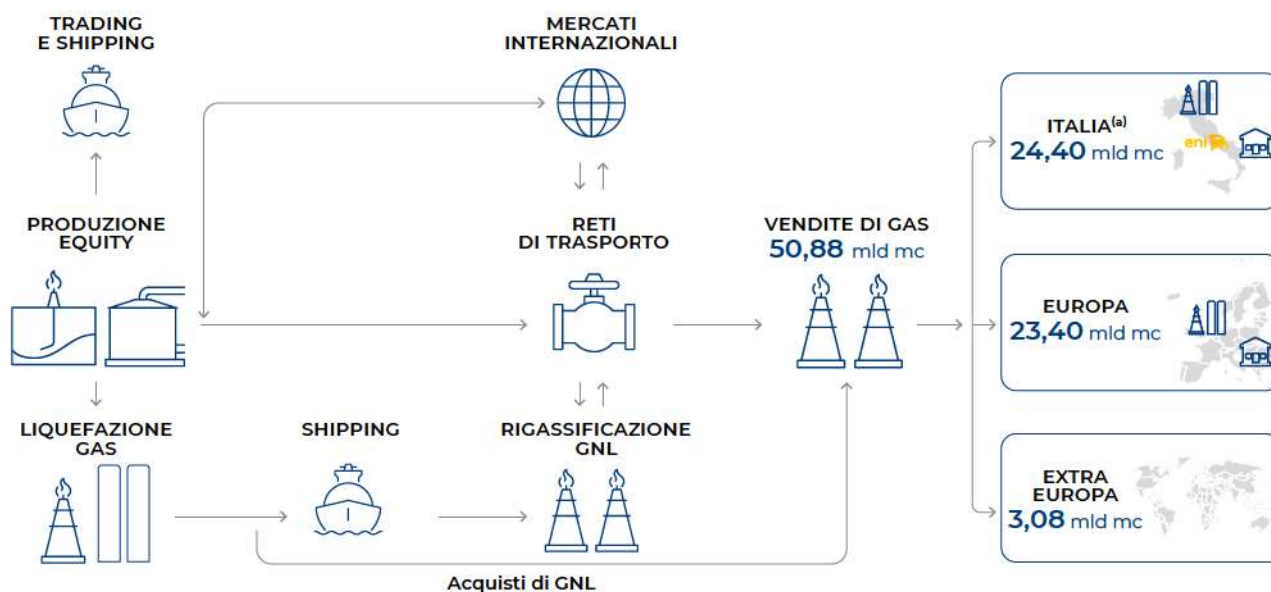 TRADING
E SHIPPING
MERCATI
INTERNAZIONALI
ITALIA(a)
24,40 mld mc
eni
PRODUZIONE
EQUITY
RETI
DI TRASPORTO
VENDITE DI GAS
50,88 mld mc
EUROPA
23,40 mld mc
LIQUEFAZIONE
GAS
SHIPPING
RIGASSIFICAZIONE
GNL
EXTRA
EUROPA
3,08 mld mc
Acquisti di GNL